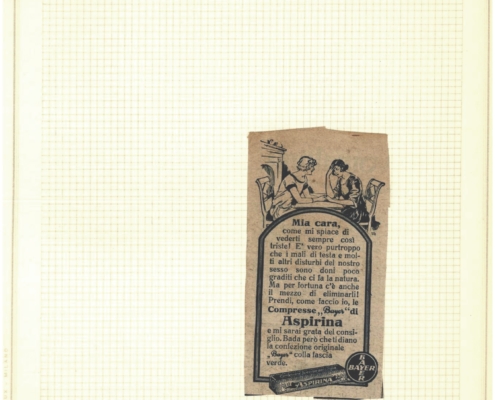 Mia cara,
come mi spiace di
vederti sempre così
triste! E' vero purtroppo
che i mali di testa e mol-
ti altri disturbi del nostro
sesso sono doni poco
graditi che ci fa la natura.
Ma per fortuna c'è anche
il mezzo di eliminarli!
Prendi, come faccio io, le
Compresse „Bayer" di
Aspirina
e mi sarai grata del consi-
glio. Bada però che ti diano
la confezione originale
„Bayer" colla fascia
verde.
ASPIRINA
BAYER
BAYER